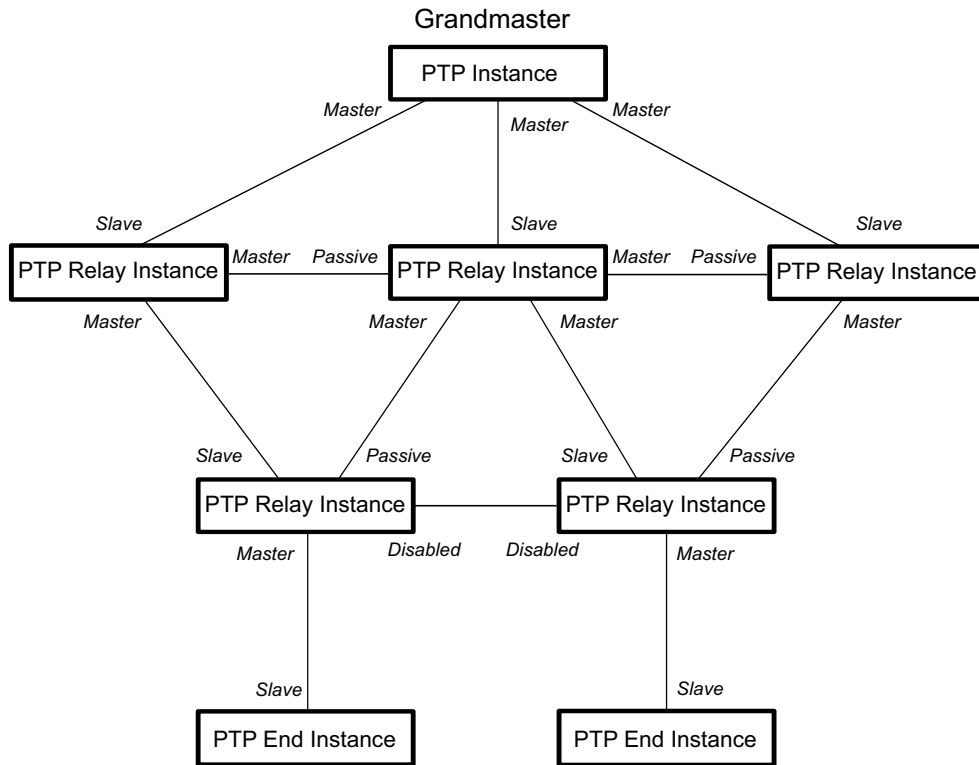 Grandmaster
PTP Instance
Master
Master
Master
Slave
Slave
Slave
PTP Relay Instance
Master
Passive
PTP Relay Instance
Master
Passive
PTP Relay Instance
Master
Master
Master
Master
Slave
Passive
Slave
Passive
PTP Relay Instance
PTP Relay Instance
Master
Disabled
Disabled
Master
Slave
Slave
PTP End Instance
PTP End Instance